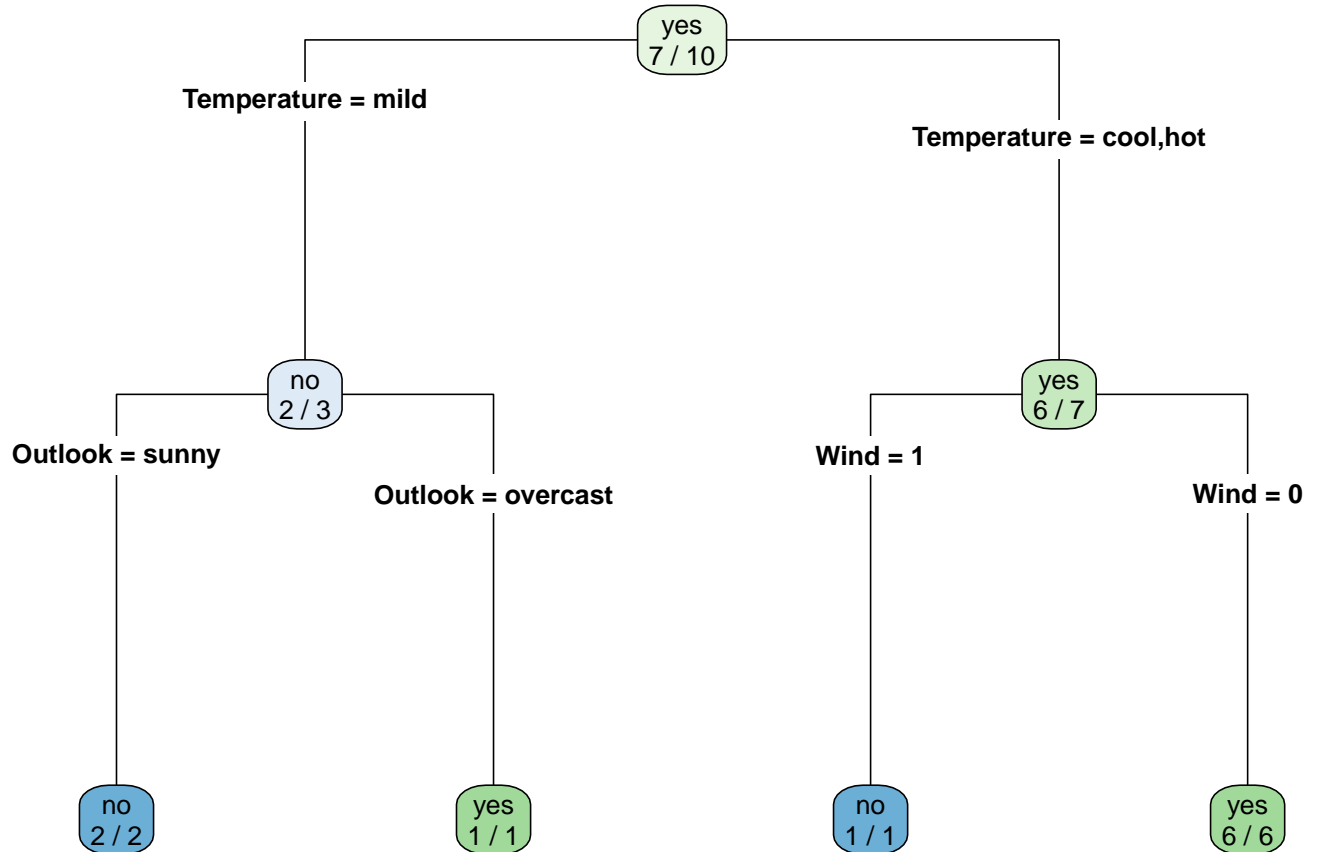 yes
7 / 10
Temperature = mild
Temperature = cool,hot
no
2 / 3
yes
6 / 7
Outlook = sunny
Outlook = overcast
Wind = 1
Wind = 0
no
2 / 2
yes
1 / 1
no
1 / 1
yes
6 / 6